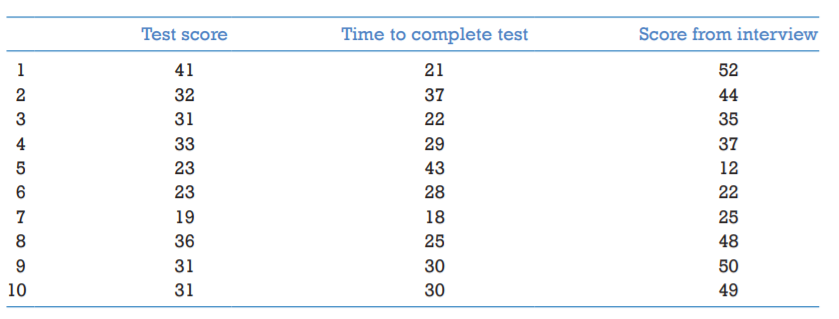 Test score Time to complete test Score from interview
1 41 21 52
2 32 37 44
3 31 22 35
4 33 29 37
5 23 43 12
6 23 28 22
7 19 18 25
8 36 25 48
9 31 30 50
10 31 30 49